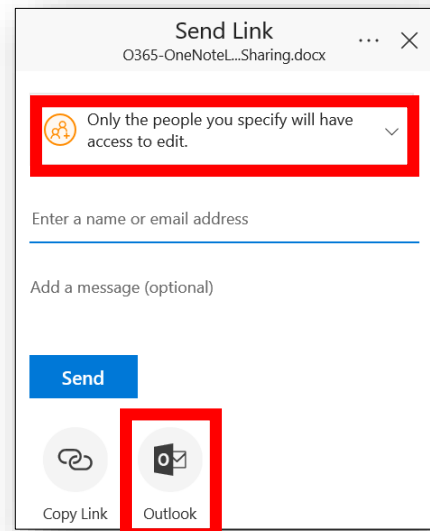 Send Link
O365-OneNoteL...Sharing.docx
Only the people you specify will have
access to edit.
Enter a name or email address
Add a message (optional)
Send
Copy Link
Outlook